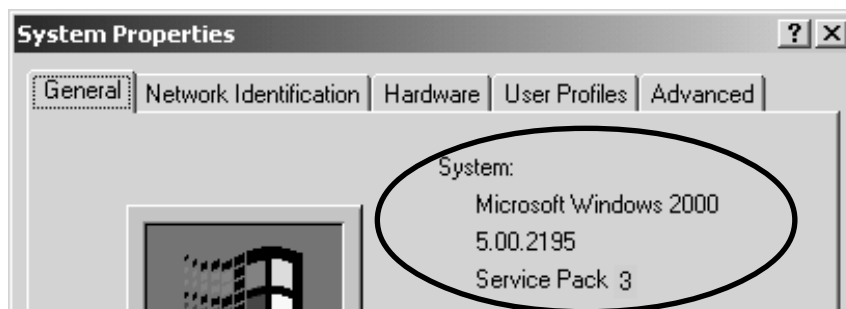 System Properties
General Network Identification Hardware User Profiles Advanced
System:
Microsoft Windows 2000
5.00.2195
Service Pack 3